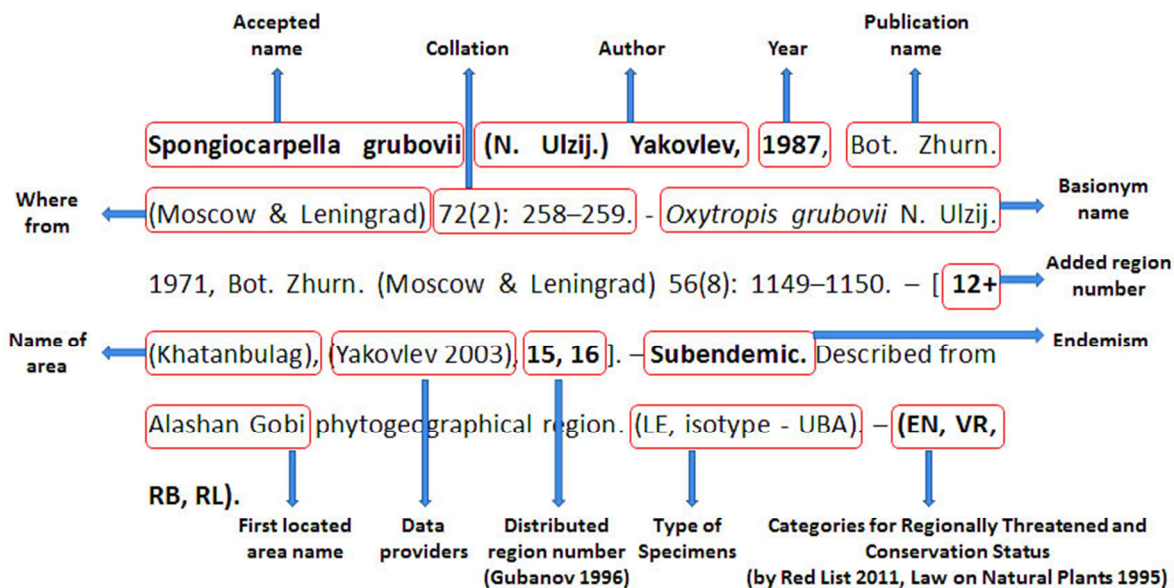 Accepted name
Collation
Author
Year
Publication name
Spongiocarpella grubovii (N. Ulzij.) Yakovlev, 1987, Bot. Zhurn.
Where from
(Moscow & Leningrad) 72(2): 258–259. - Oxytropis grubovii N. Ulzij.
Basionym name
1971, Bot. Zhurn. (Moscow & Leningrad) 56(8): 1149–1150. – [ 12+
Added region number
Name of area
(Khatanbulag), (Yakovlev 2003), 15, 16]. – Subendemic. Described from
Endemism
Alashan Gobi phytogeographical region. (LE, isotype - UBA). – (EN, VR,
RB, RL).
First located area name
Data providers
Distributed region number (Gubanov 1996)
Type of Specimens
Categories for Regionally Threatened and Conservation Status (by Red List 2011, Law on Natural Plants 1995)